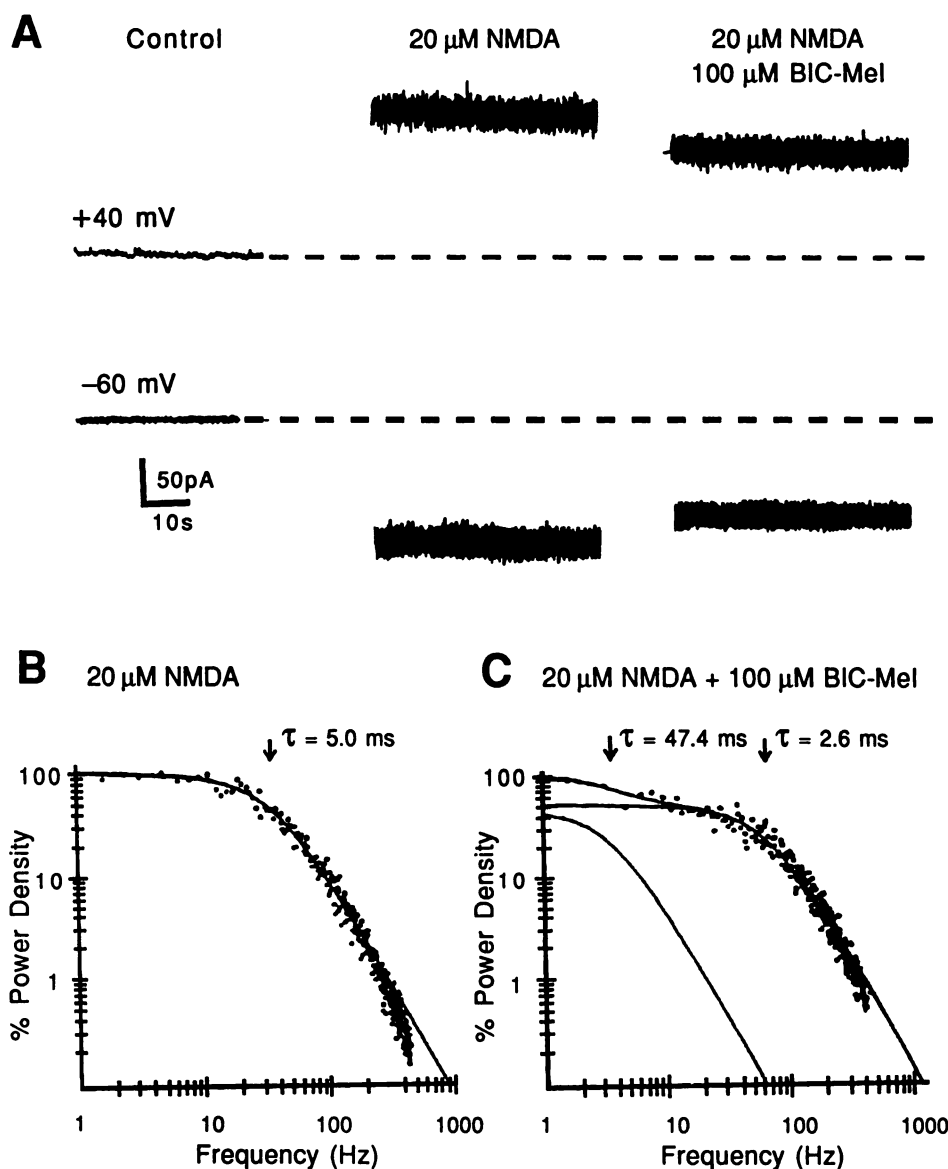 A Control 20 µM NMDA 20 µM NMDA
100 µM BIC-MeI
+40 mV
−60 mV
50pA
10s
B 20 µM NMDA
τ = 5.0 ms
100
10
1
% Power Density
1 10 100 1000
Frequency (Hz)
C 20 µM NMDA + 100 µM BIC-MeI
τ = 47.4 ms τ = 2.6 ms
100
10
1
% Power Density
1 10 100 1000
Frequency (Hz)